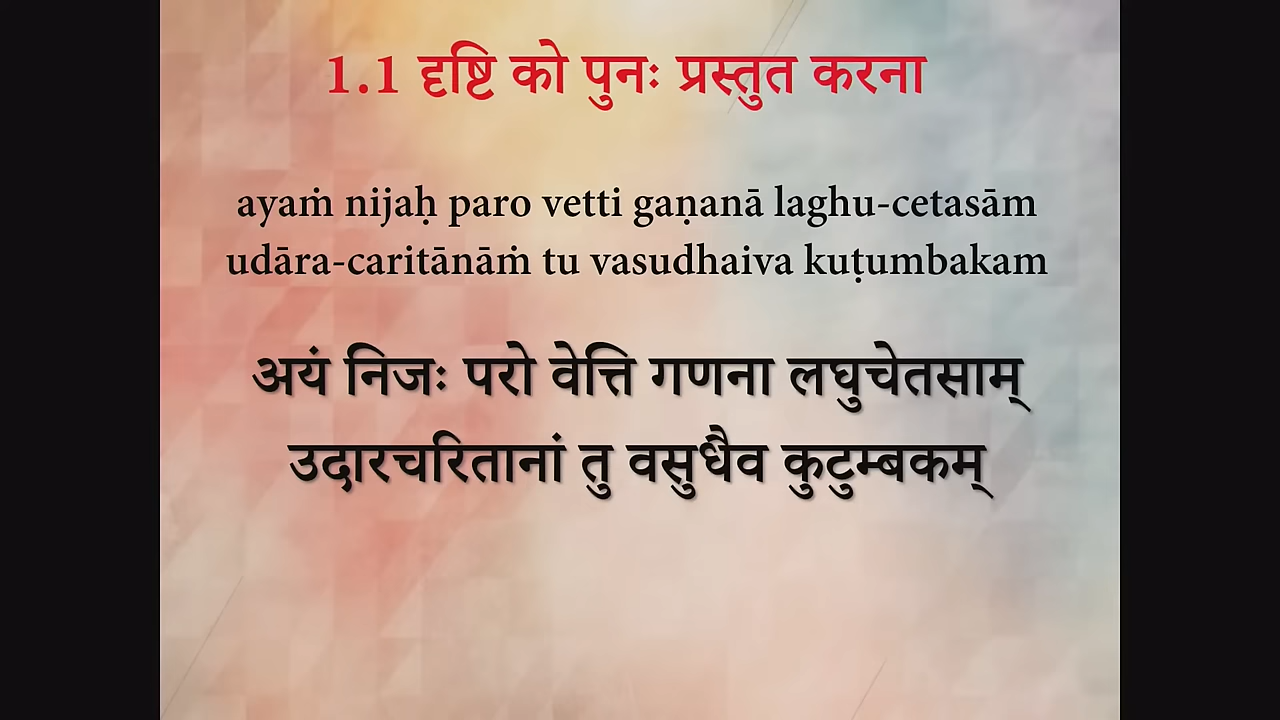 1.1 दृष्टि को पुनः प्रस्तुत करना
ayaṁ nijaḥ paro vetti gaṇanā laghu-cetasām
udāra-caritānāṁ tu vasudhaiva kuṭumbakam
अयं निजः परो वेत्ति गणना लघुचेतसाम्
उदारचरितानां तु वसुधैव कुटुम्बकम्